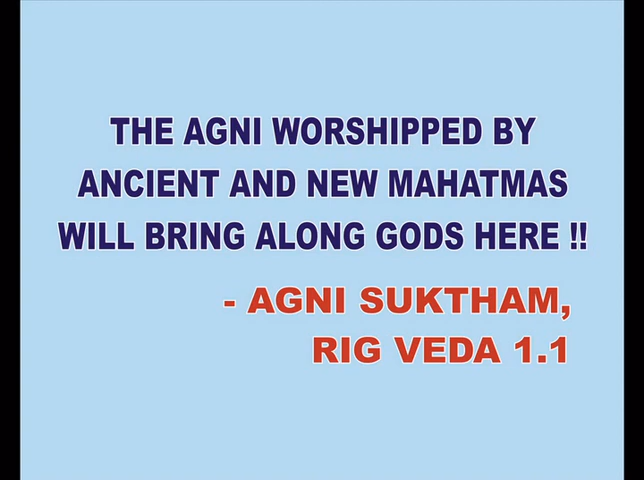 THE AGNI WORSHIPPED BY
ANCIENT AND NEW MAHATMAS
WILL BRING ALONG GODS HERE !!
- AGNI SUKTHAM,
RIG VEDA 1.1